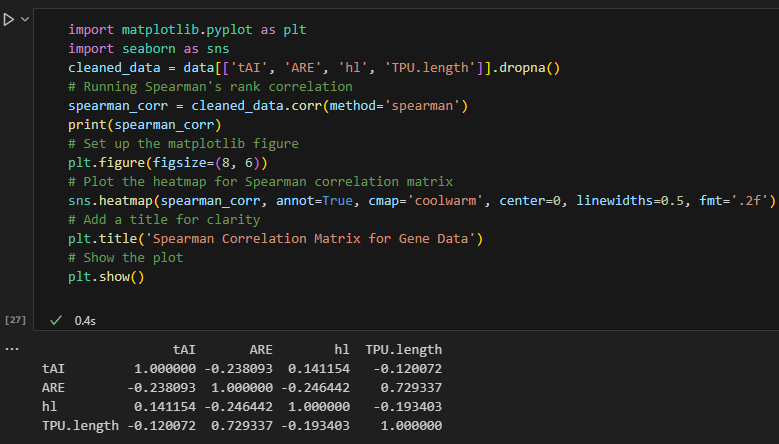 import matplotlib.pyplot as plt
import seaborn as sns
cleaned_data = data[['tAI', 'ARE', 'hl', 'TPU.length']].dropna()
# Running Spearman's rank correlation
spearman_corr = cleaned_data.corr(method='spearman')
print(spearman_corr)
# Set up the matplotlib figure
plt.figure(figsize=(8, 6))
# Plot the heatmap for Spearman correlation matrix
sns.heatmap(spearman_corr, annot=True, cmap='coolwarm', center=0, linewidths=0.5, fmt='.2f')
# Add a title for clarity
plt.title('Spearman Correlation Matrix for Gene Data')
# Show the plot
plt.show()
[27] ✓ 0.4s
... tAI ARE hl TPU.length
tAI 1.000000 -0.238093 0.141154 -0.120072
ARE -0.238093 1.000000 -0.246442 0.729337
hl 0.141154 -0.246442 1.000000 -0.193403
TPU.length -0.120072 0.729337 -0.193403 1.000000